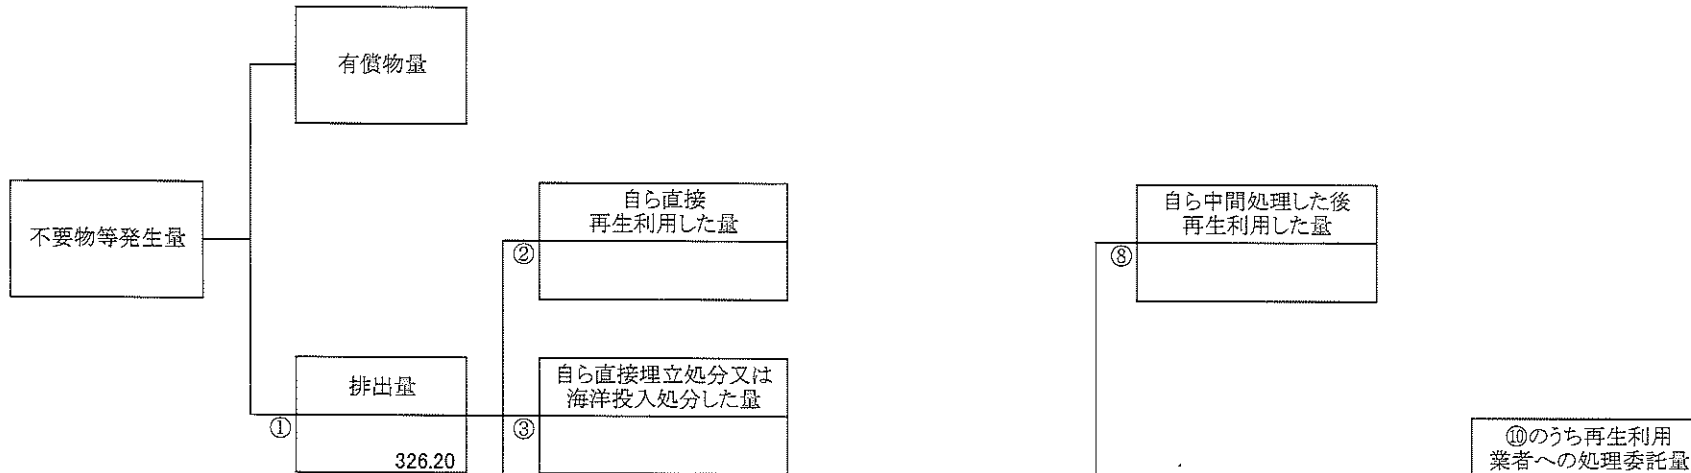 有償物量
不要物等発生量
自ら直接
再生利用した量
②
自ら中間処理した後
再生利用した量
⑧
排出量
①
326.20
自ら直接埋立処分又は
海洋投入処分した量
③
⑩のうち再生利用
業者への処理委託量